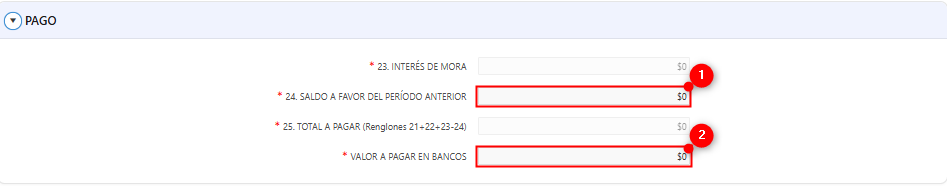 PAGO
* 23. INTERÉS DE MORA $0
1
* 24. SALDO A FAVOR DEL PERÍODO ANTERIOR $0
* 25. TOTAL A PAGAR (Renglones 21+22+23-24) $0
2
* VALOR A PAGAR EN BANCOS $0